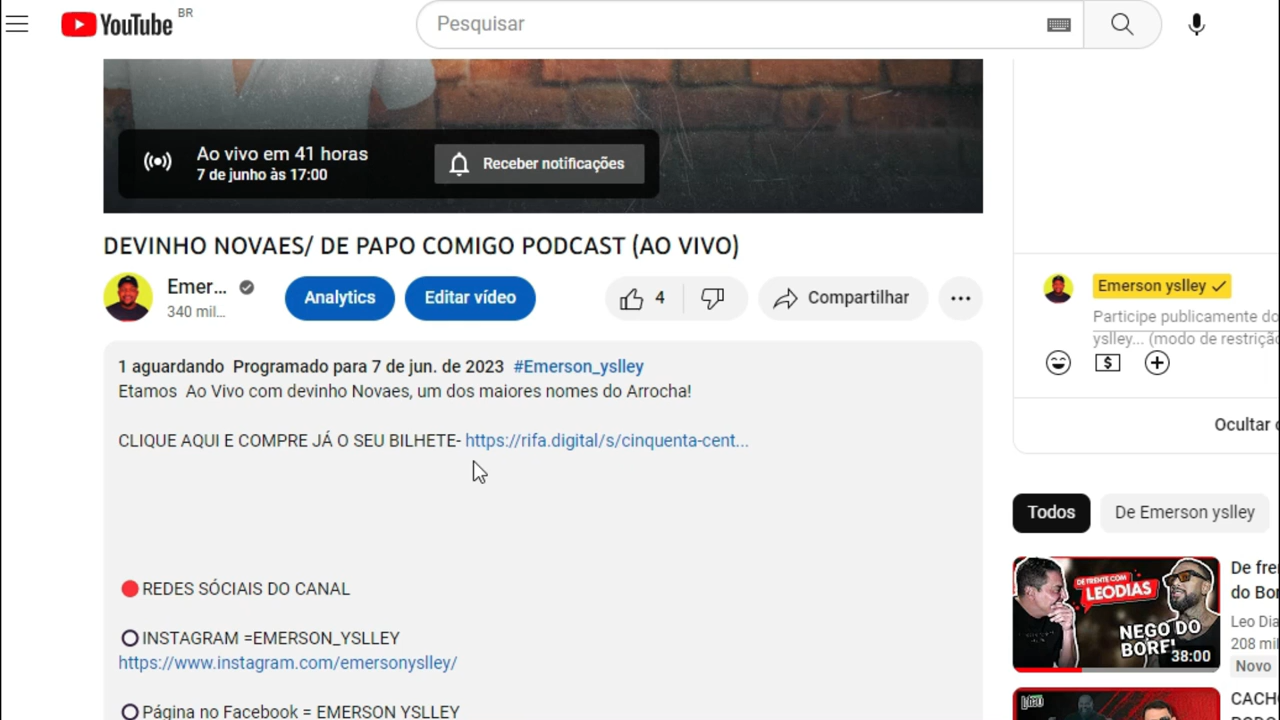 YouTube BR
Pesquisar
Ao vivo em 41 horas
7 de junho às 17:00
Receber notificações
DEVINHO NOVAES/ DE PAPO COMIGO PODCAST (AO VIVO)
Emer...
340 mil...
Analytics
Editar vídeo
4
Compartilhar
1 aguardando Programado para 7 de jun. de 2023 #Emerson_yslley
Etamos Ao Vivo com devinho Novaes, um dos maiores nomes do Arrocha!
CLIQUE AQUI E COMPRE JÁ O SEU BILHETE- https://rifa.digital/s/cinquenta-cent...
REDES SÓCIAIS DO CANAL
INSTAGRAM =EMERSON_YSLLEY
https://www.instagram.com/emersonyslley/
Página no Facebook = EMERSON YSLLEY
Emerson yslley
Participe publicamente do
yslley... (modo de restrição
Ocultar
Todos
De Emerson yslley
DE FRENTE COM
LEODIAS
NEGO DO
BOREL
38:00
De fre
do Bor
Leo Dia
208 mil
Novo
CACH